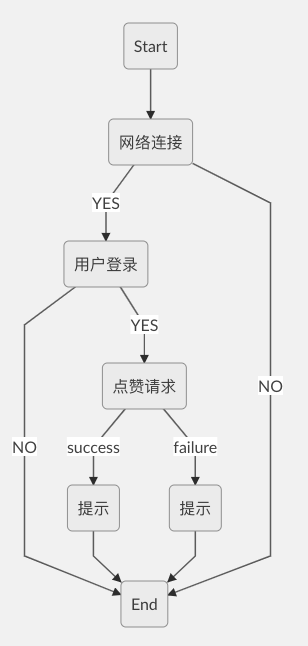 Start
网络连接
YES
用户登录
YES
点赞请求
NO
NO
success
failure
提示
提示
End